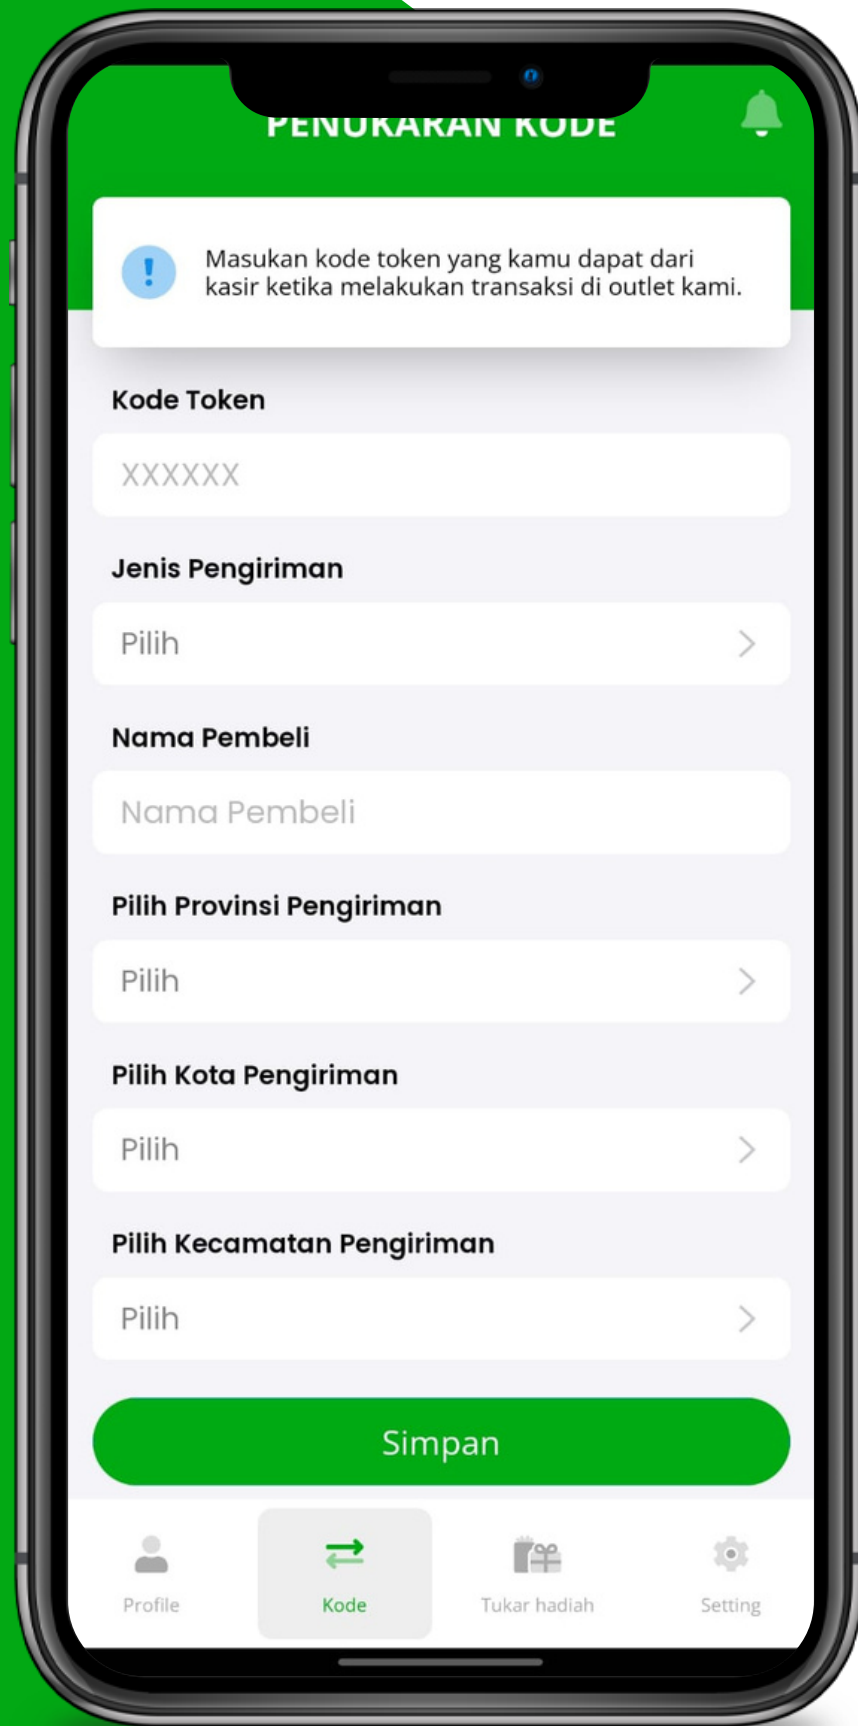 PENUKARAN KODE
Masukan kode token yang kamu dapat dari
kasir ketika melakukan transaksi di outlet kami.
Kode Token
XXXXXX
Jenis Pengiriman
Pilih
Nama Pembeli
Nama Pembeli
Pilih Provinsi Pengiriman
Pilih
Pilih Kota Pengiriman
Pilih
Pilih Kecamatan Pengiriman
Pilih
Simpan
Profile
Kode
Tukar hadiah
Setting